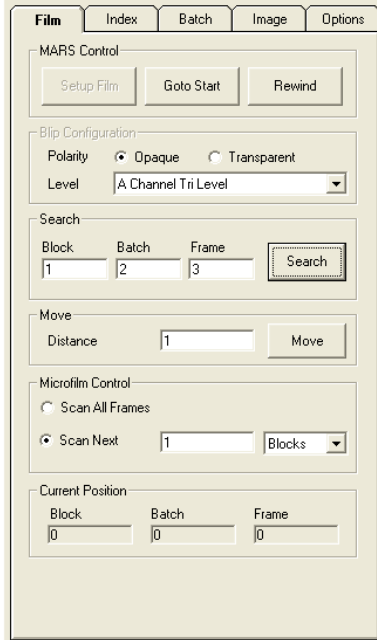 Film Index Batch Image Options
MARS Control
Setup Film Goto Start Rewind
Blip Configuration
Polarity Opaque Transparent
Level A Channel Tri Level
Search
Block Batch Frame
1 2 3 Search
Move
Distance 1 Move
Microfilm Control
Scan All Frames
Scan Next 1 Blocks
Current Position
Block Batch Frame
0 0 0